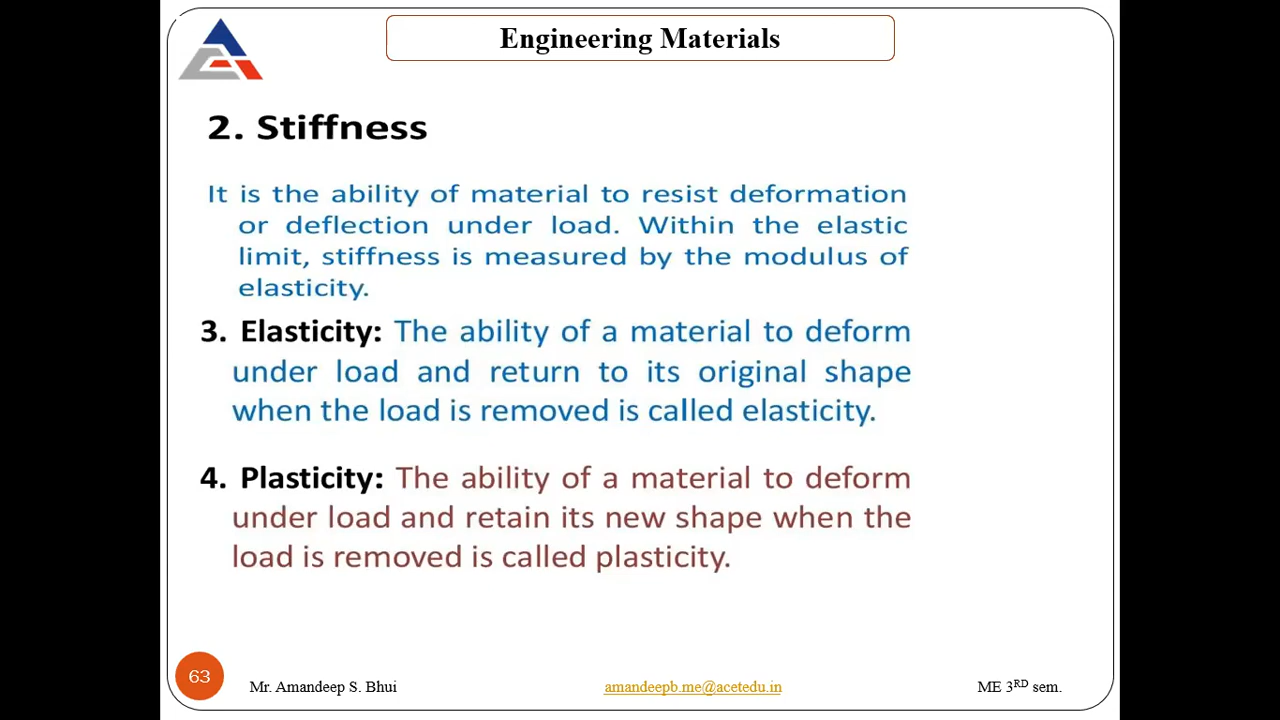 Engineering Materials
2. Stiffness
It is the ability of material to resist deformation
or deflection under load. Within the elastic
limit, stiffness is measured by the modulus of
elasticity.
3. Elasticity: The ability of a material to deform
under load and return to its original shape
when the load is removed is called elasticity.
4. Plasticity: The ability of a material to deform
under load and retain its new shape when the
load is removed is called plasticity.
63 Mr. Amandeep S. Bhui amandeepb.me@acetedu.in ME 3RD sem.